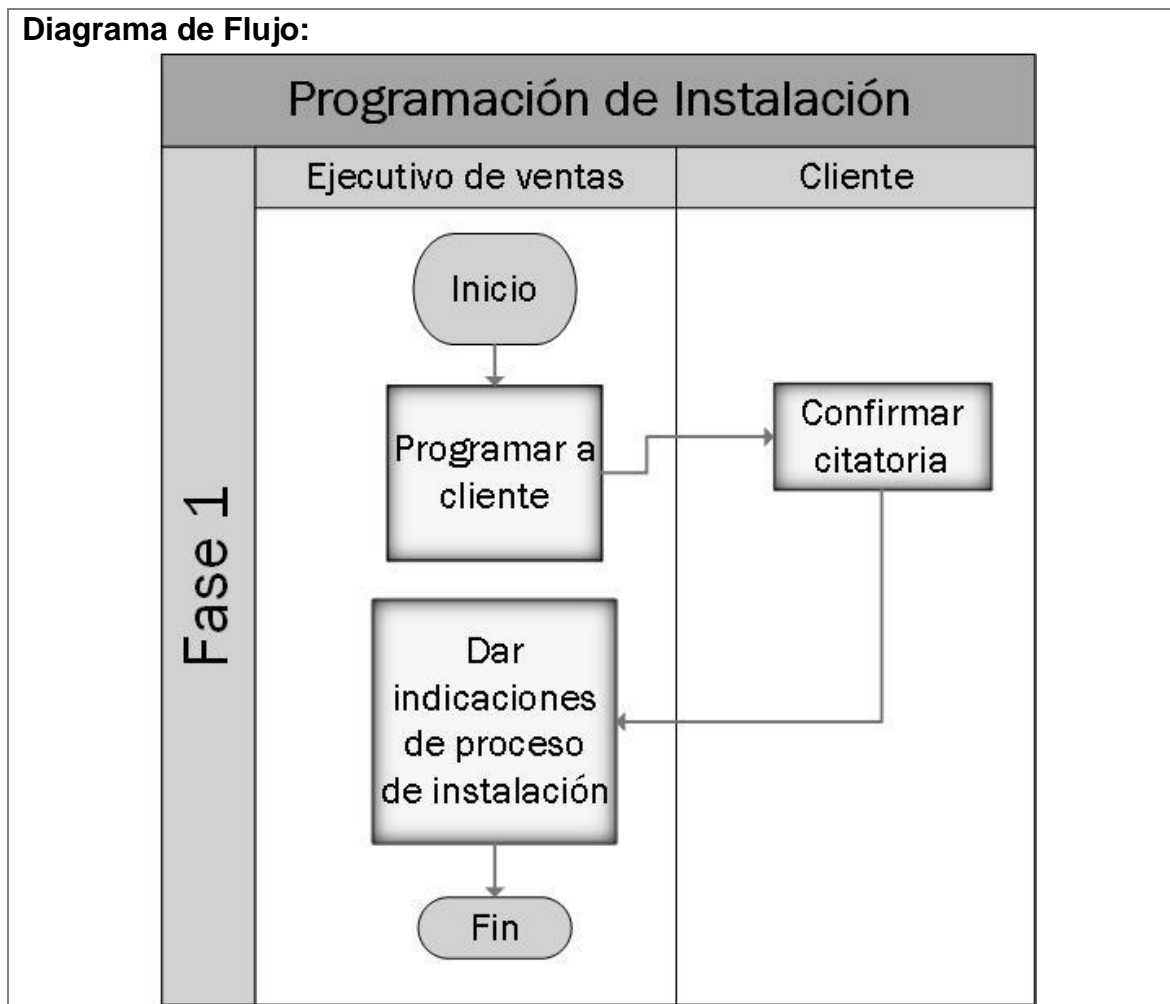 Diagrama de Flujo:
Programación de Instalación
Ejecutivo de ventas
Cliente
Fase 1
Inicio
Programar a
cliente
Confirmar
citatoria
Dar
indicaciones
de proceso
de instalación
Fin